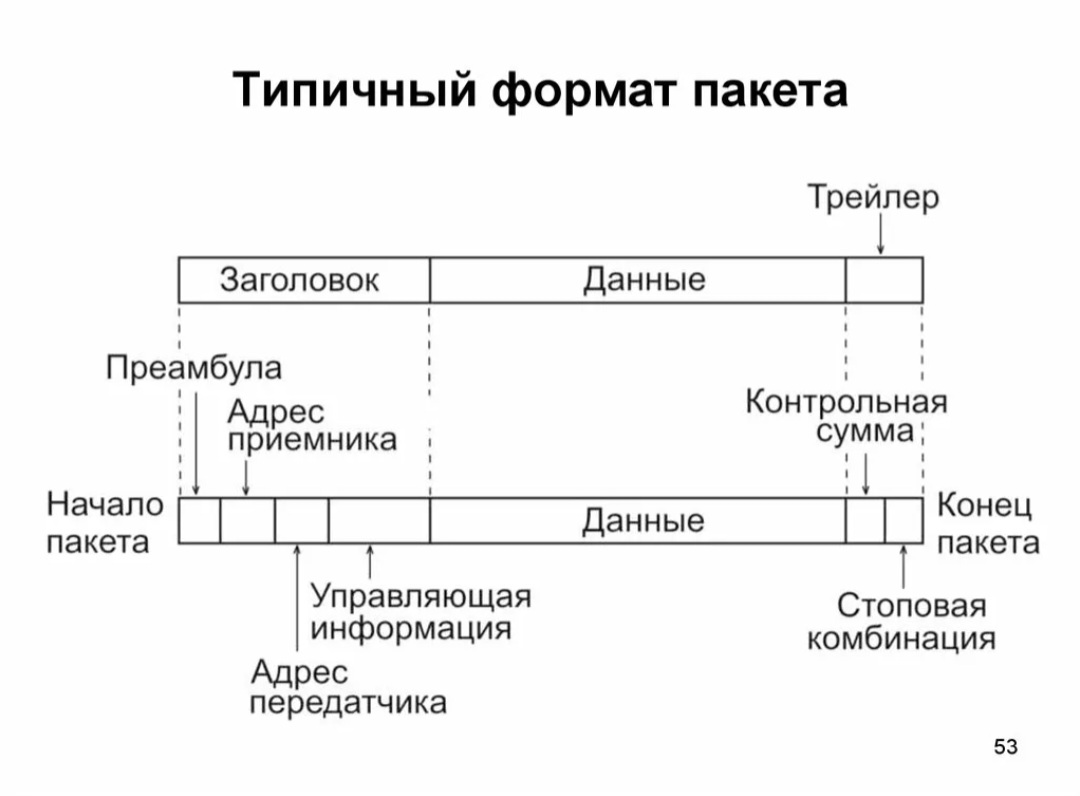 Типичный формат пакета
Трейлер
Заголовок
Данные
Преамбула
Адрес
приемника
Контрольная
сумма
Начало
пакета
Данные
Конец
пакета
Управляющая
информация
Адрес
передатчика
Стоповая
комбинация
53